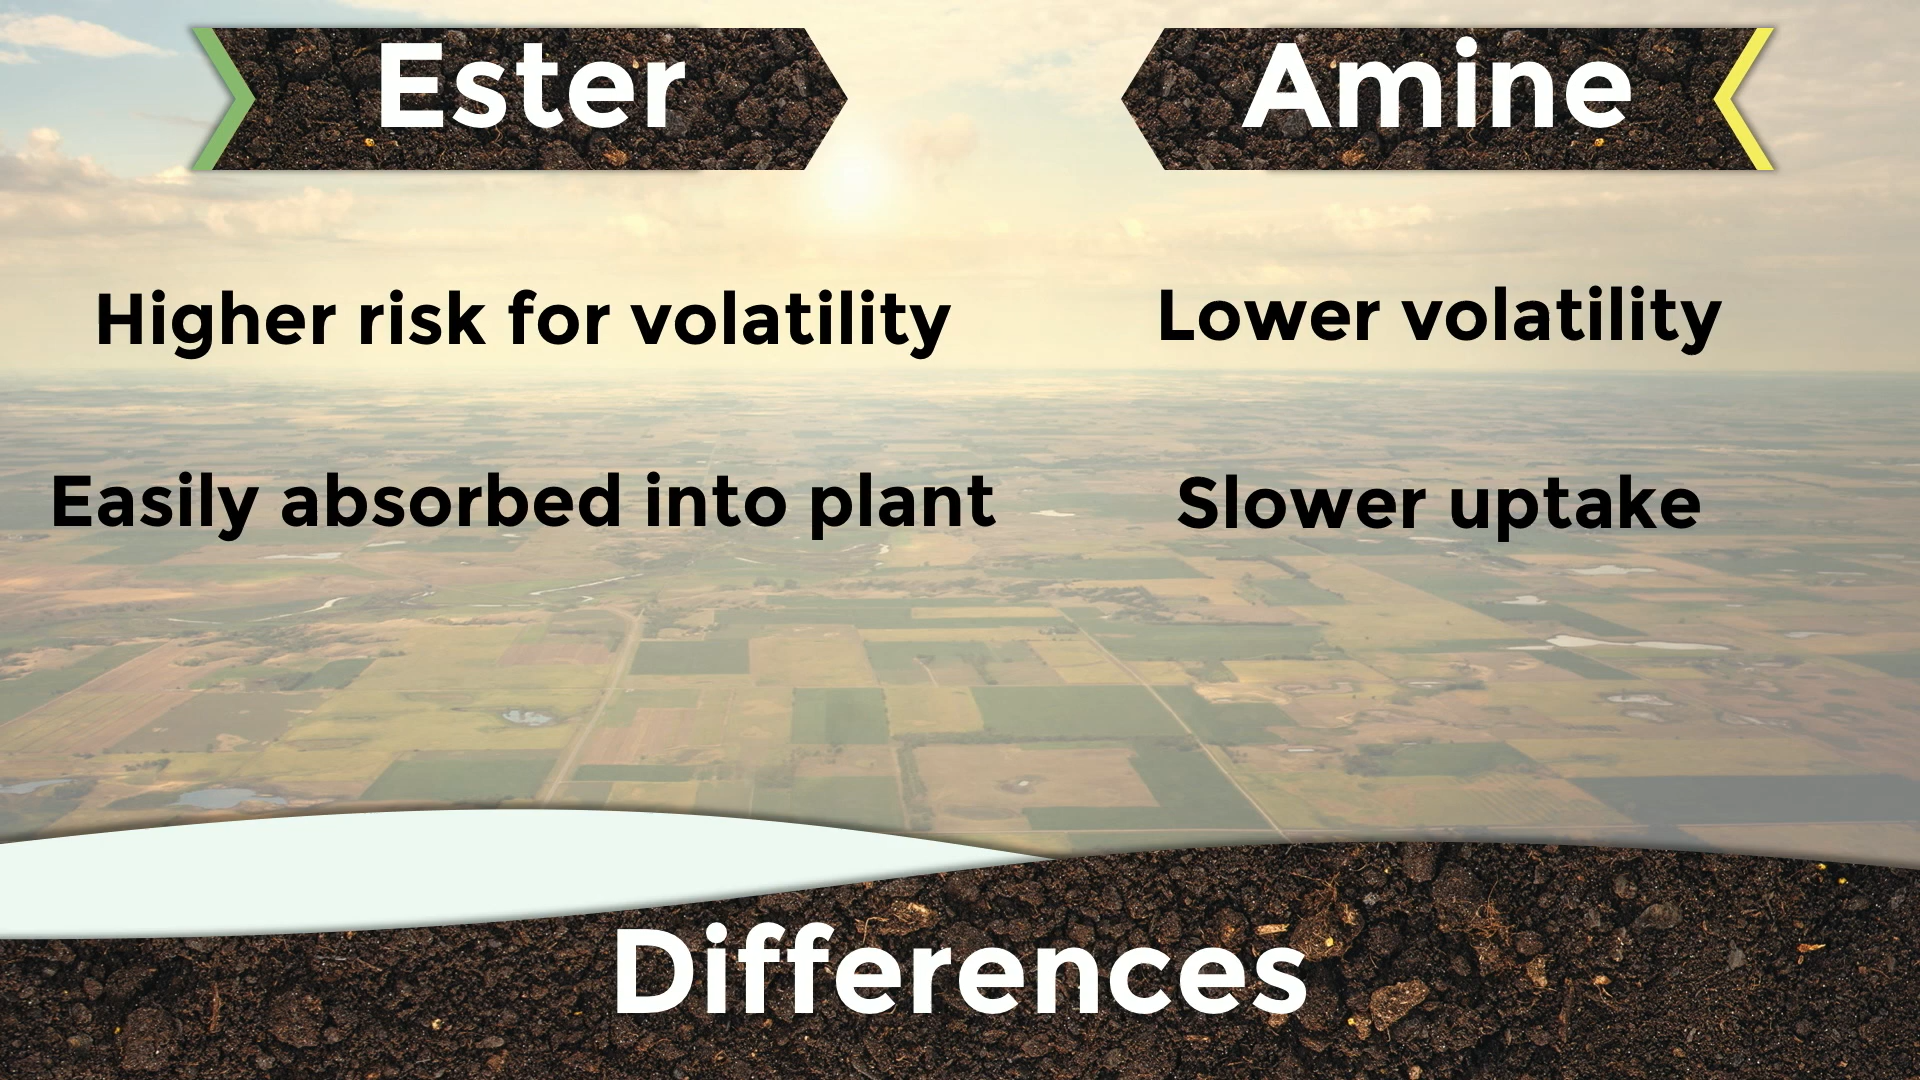 Ester
Amine
Higher risk for volatility
Lower volatility
Easily absorbed into plant
Slower uptake
Differences